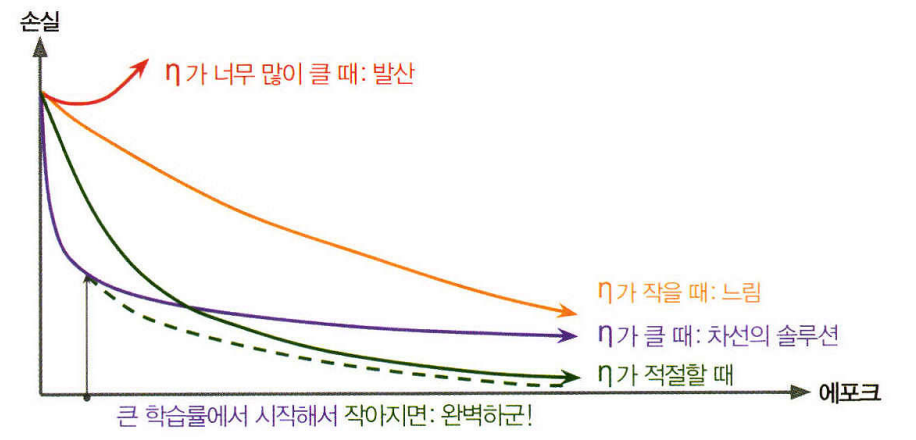 손실
η가 너무 많이 클 때: 발산
η가 작을 때: 느림
η가 클 때: 차선의 솔루션
η가 적절할 때
에포크
큰 학습률에서 시작해서 작아지면: 완벽하군!